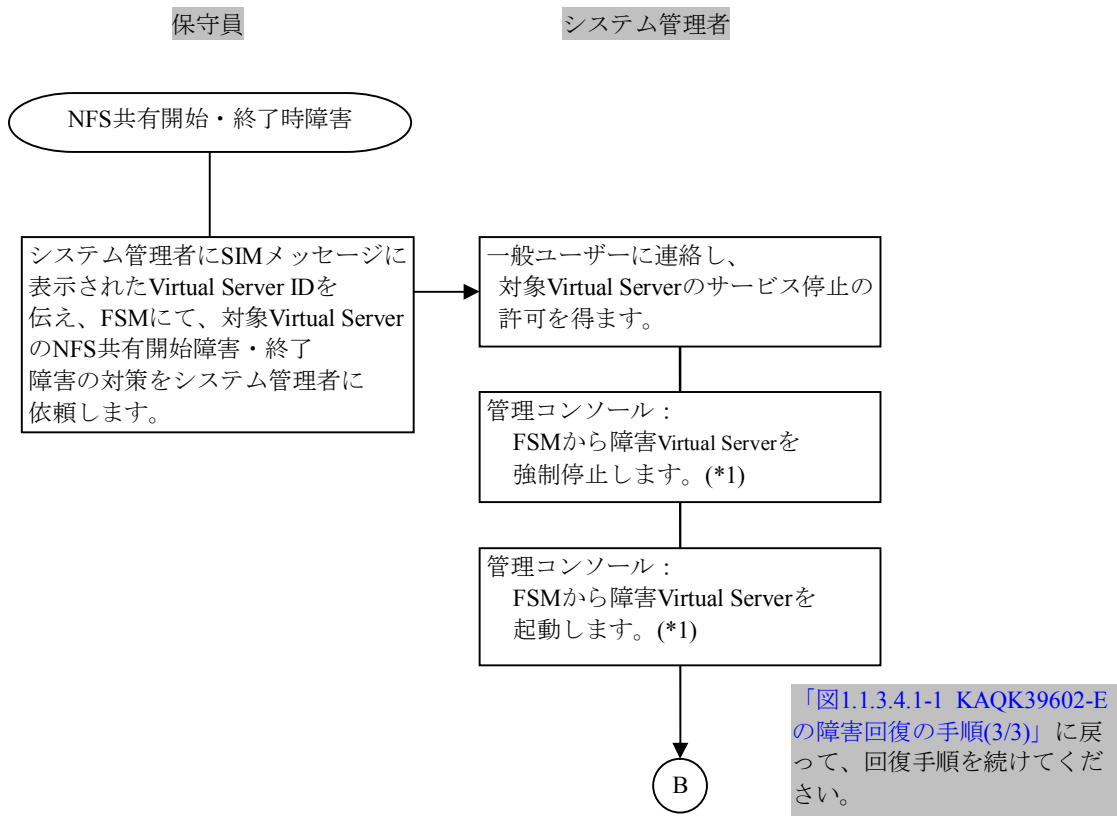 保守員
システム管理者
NFS共有開始・終了時障害
システム管理者にSIMメッセージに
表示されたVirtual Server IDを
伝え、FSMにて、対象Virtual Server
のNFS共有開始障害・終了
障害の対策をシステム管理者に
依頼します。
一般ユーザーに連絡し、
対象Virtual Serverのサービス停止の
許可を得ます。
管理コンソール：
FSMから障害Virtual Serverを
強制停止します。(*1)
管理コンソール：
FSMから障害Virtual Serverを
起動します。(*1)
「図1.1.3.4.1-1 KAQK39602-E
の障害回復の手順(3/3)」に戻
って、回復手順を続けてくだ
さい。
B